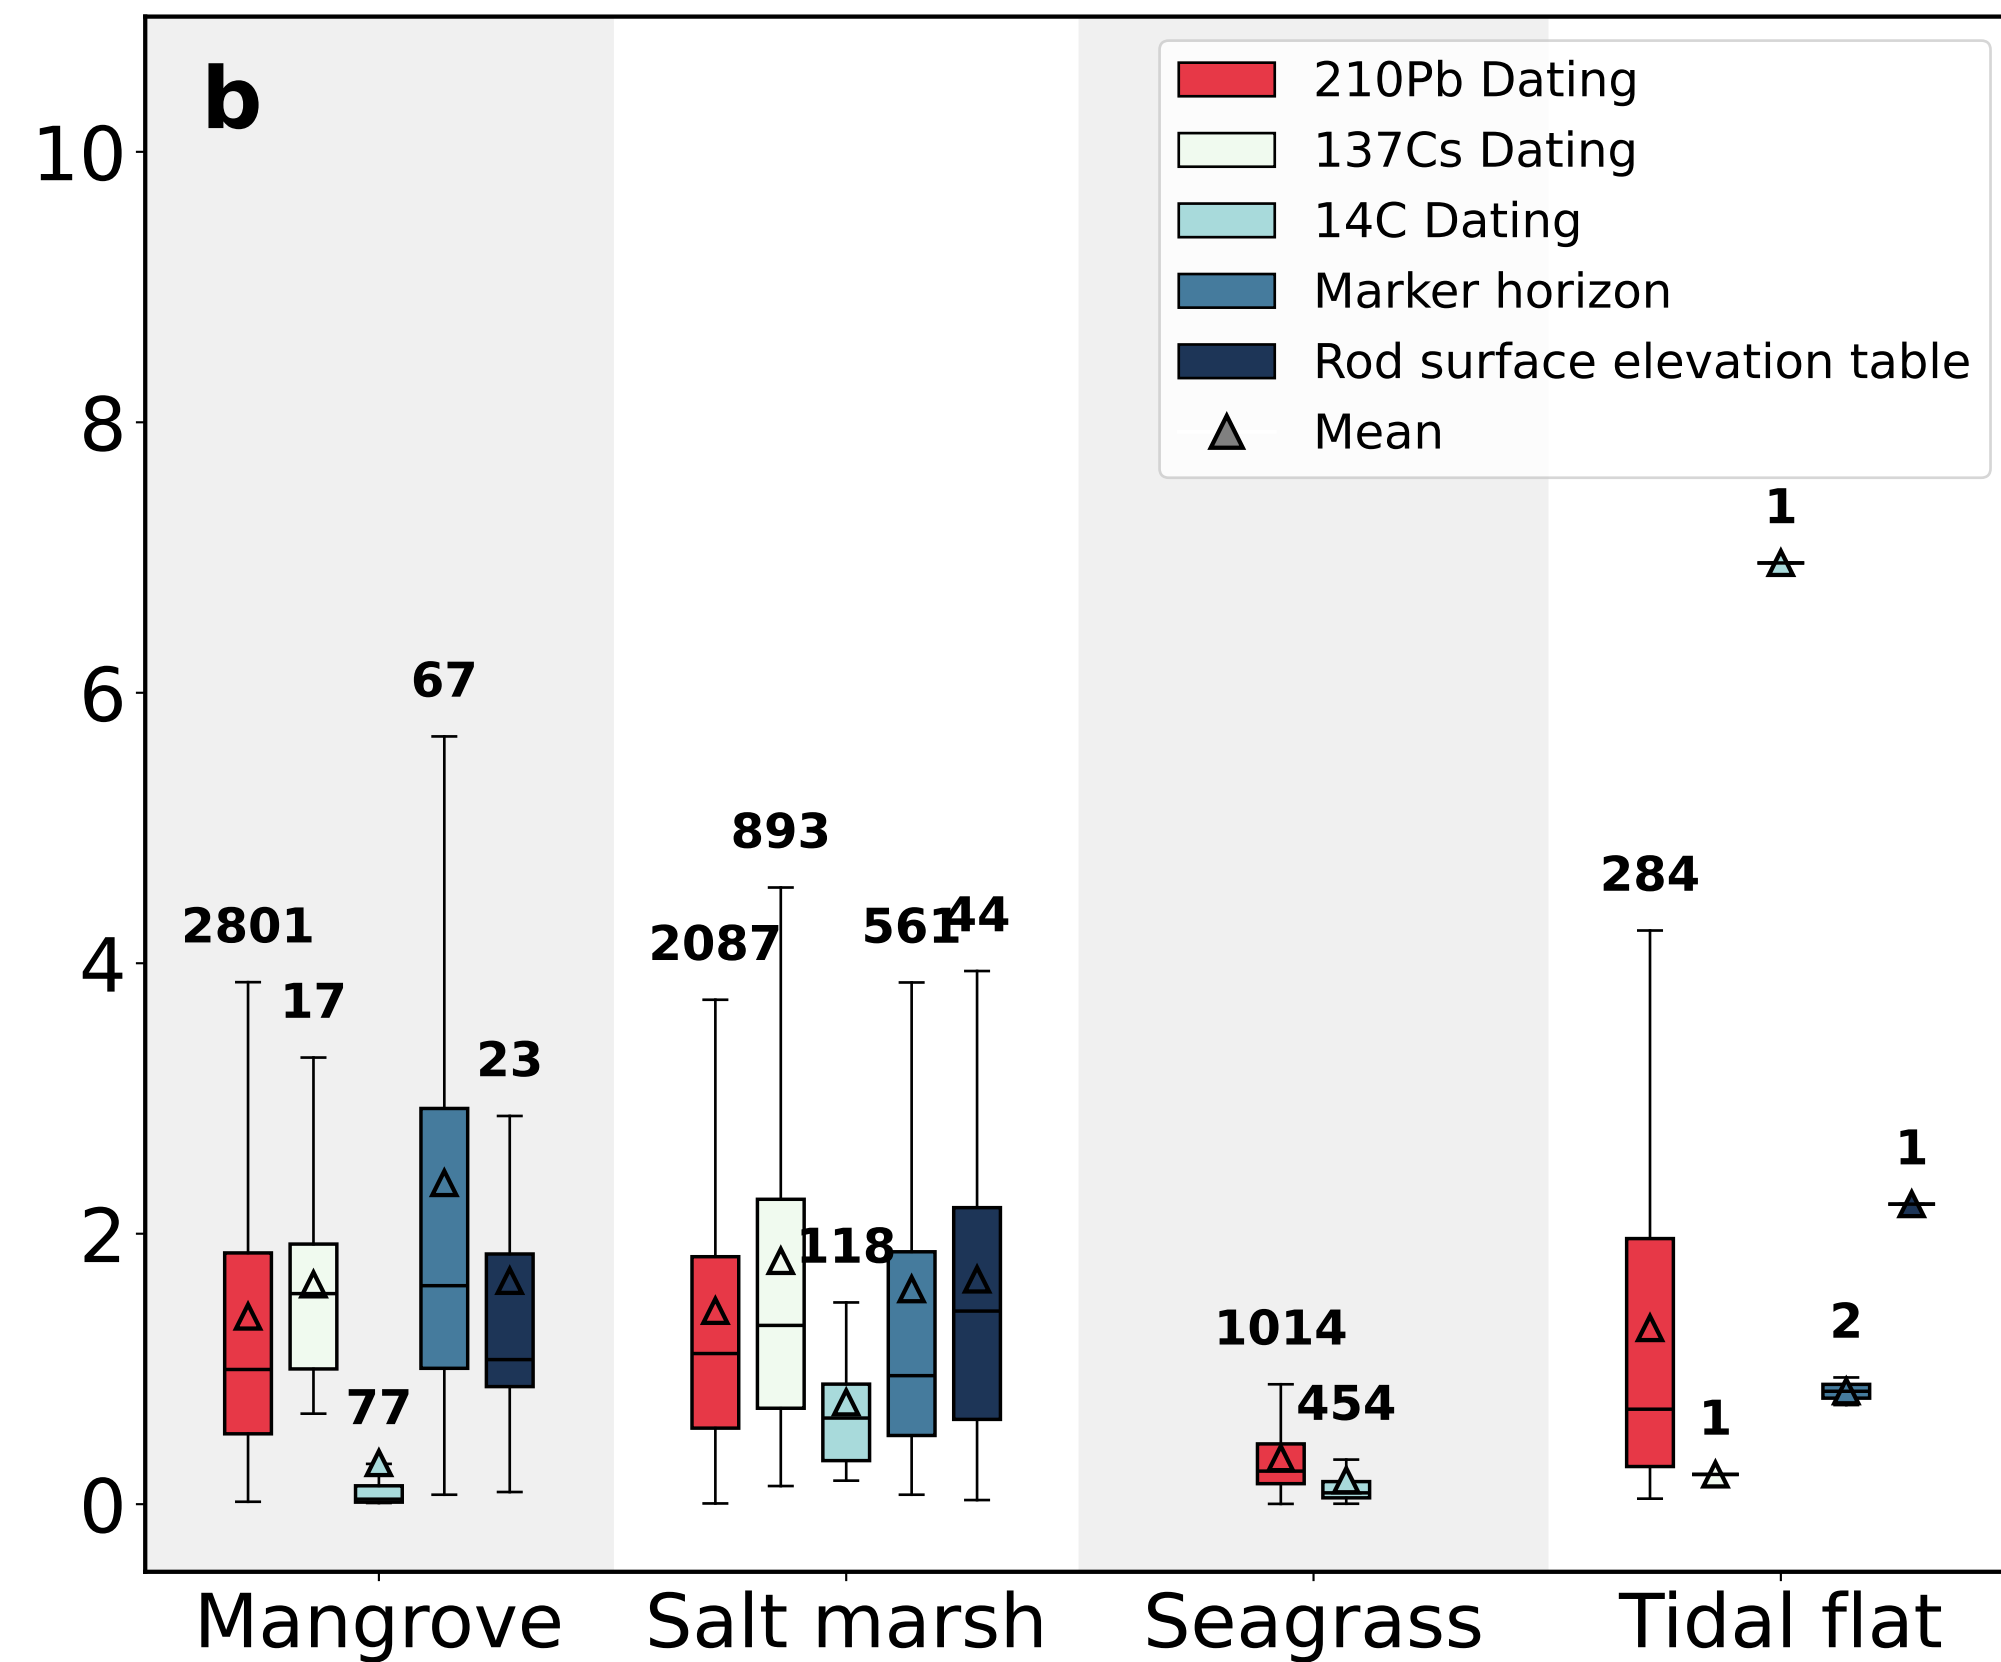 b
210Pb Dating
137Cs Dating
14C Dating
Marker horizon
Rod surface elevation table
Mean
10
8
6
4
2
0
2801
17
77
67
23
2087
893
118
561
44
1014
454
284
1
1
2
1
Mangrove
Salt marsh
Seagrass
Tidal flat